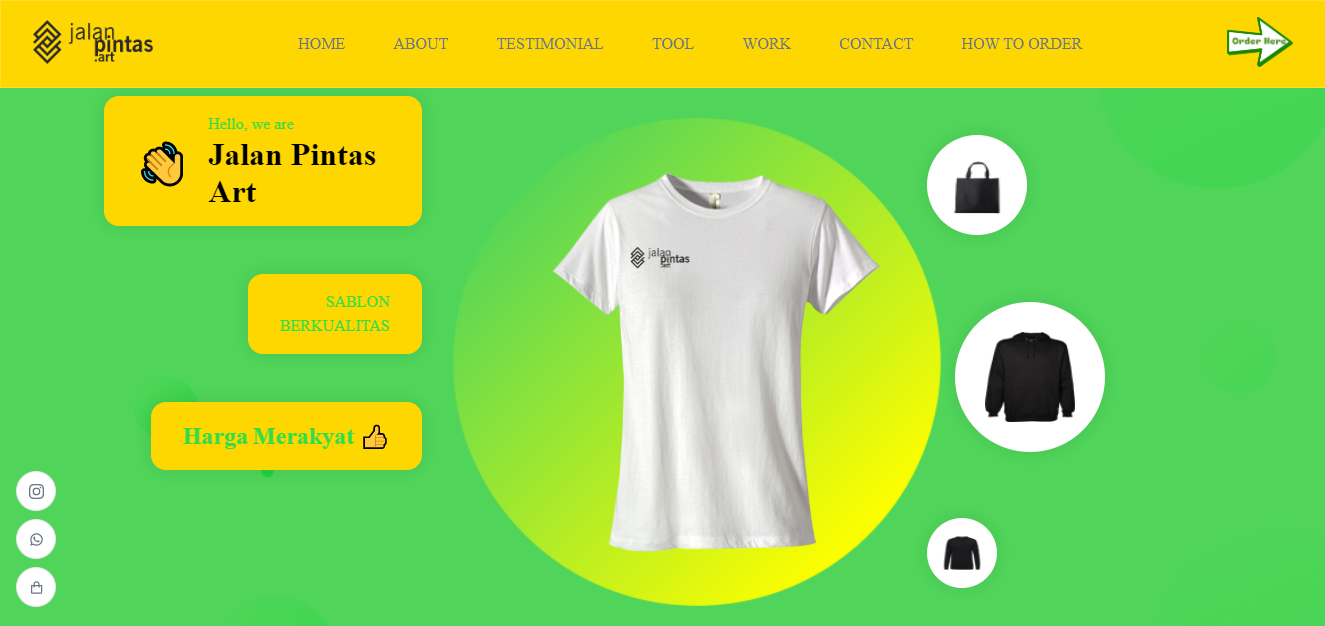 jalan
pintas
.art
HOME
ABOUT
TESTIMONIAL
TOOL
WORK
CONTACT
HOW TO ORDER
Order Here
Hello, we are
Jalan Pintas
Art
SABLON
BERKUALITAS
Harga Merakyat
jalan
pintas
.art